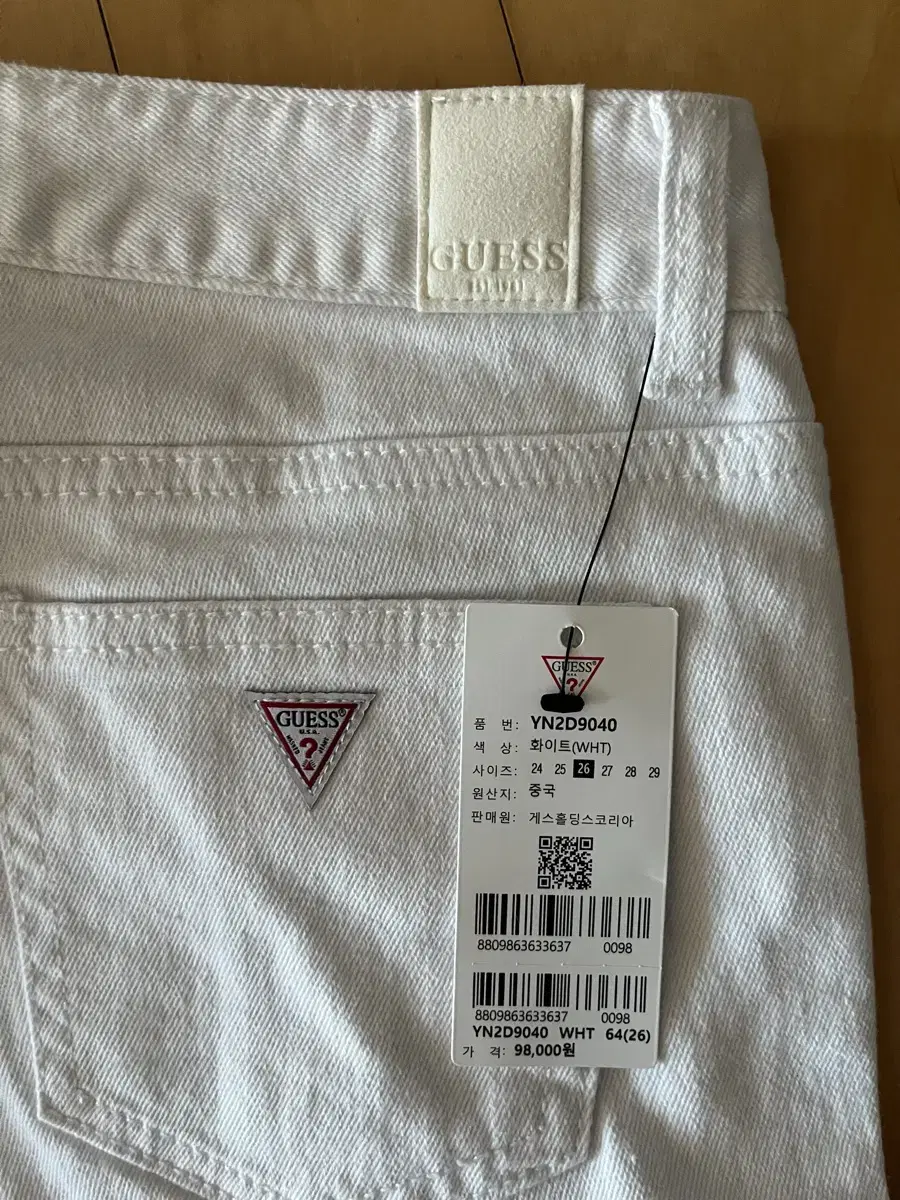 GUESS
GUESS
U.S.A.
?
GUESS
?
품 번: YN2D9040
색 상: 화이트(WHT)
사이즈: 24 25 26 27 28 29
원산지: 중국
판매원: 게스홀딩스코리아
8809863633637 0098
8809863633637 0098
YN2D9040 WHT 64(26)
가 격: 98,000원